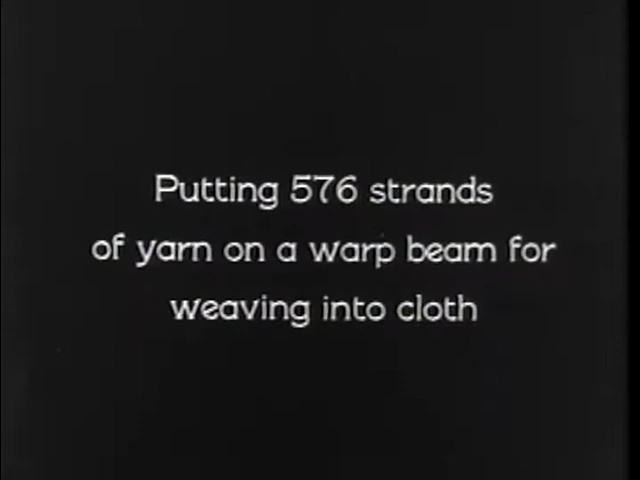 Putting 576 strands
of yarn on a warp beam for
weaving into cloth